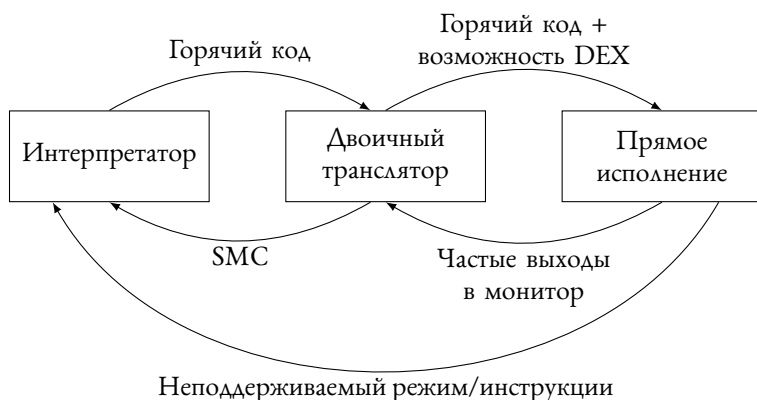 Горячий код
Горячий код +
возможность DEX
Интерпретатор
Двоичный
транслятор
Прямое
исполнение
SMC
Частые выходы
в монитор
Неподдерживаемый режим/инструкции